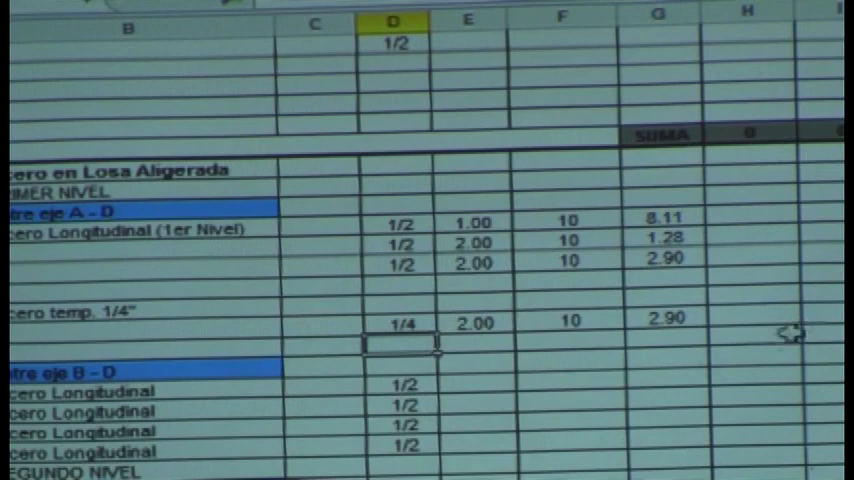 B C D E F G H I
1/2
SUMA 0
cero en Losa Aligerada
IMER NIVEL
tre eje A - D
cero Longitudinal (1er Nivel) 1/2 1.00 10 8.11
1/2 2.00 10 1.28
1/2 2.00 10 2.90
cero temp. 1/4"
1/4 2.00 10 2.90
tre eje B - D
cero Longitudinal 1/2
cero Longitudinal 1/2
cero Longitudinal 1/2
cero Longitudinal 1/2
EGUNDO NIVEL